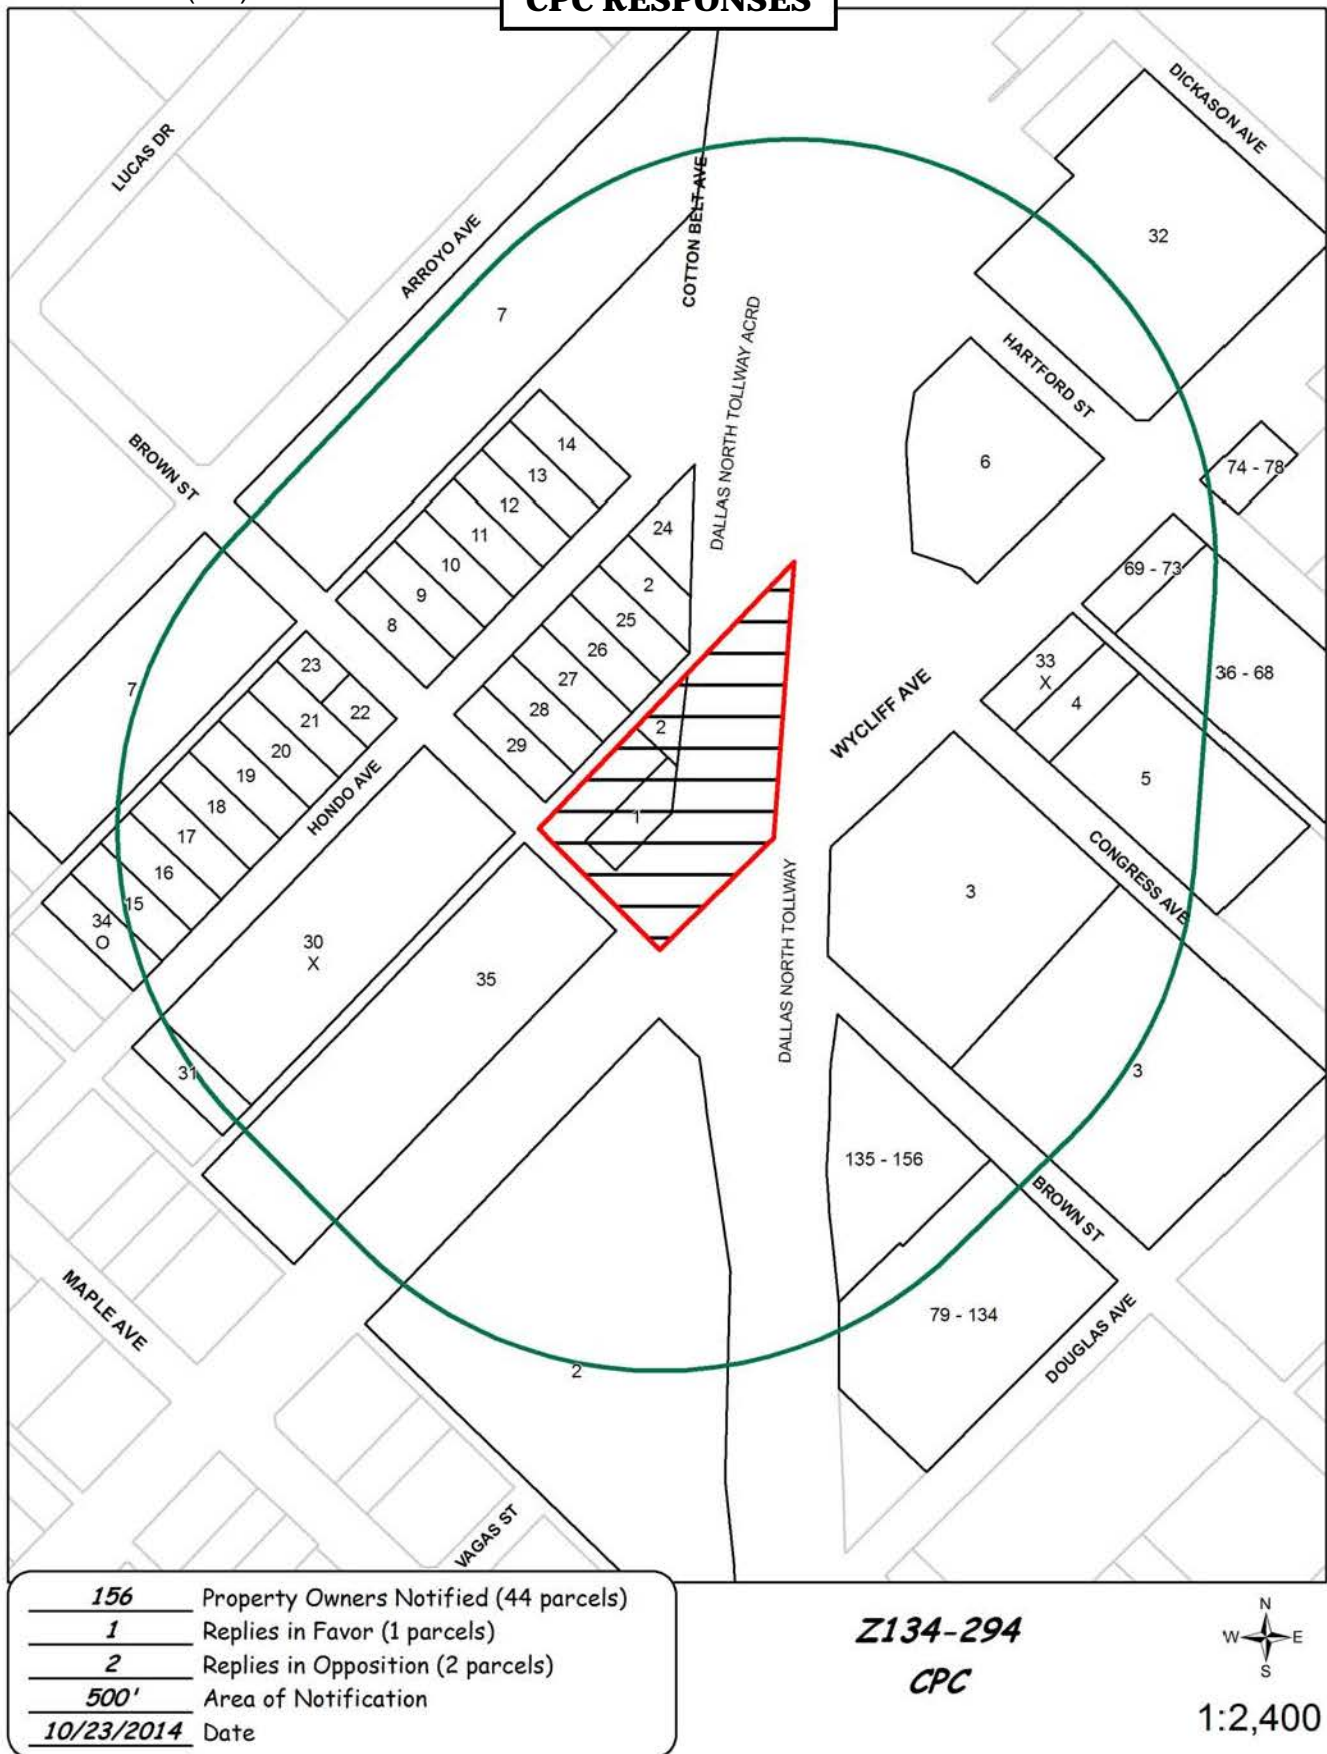 CPC RESPONSES
DICKASON AVE
LUCAS DR
COTTON BELT AVE
ARROYO AVE
32
7
DALLAS NORTH TOLLWAY ACRD
HARTFORD ST
BROWN ST
14
13
12
11
10
9
8
6
74 - 78
24
2
25
26
27
28
29
69 - 73
36 - 68
33
X
4
5
7
23
22
21
20
19
18
17
16
15
34
O
HONDO AVE
2
1
WYCLIFF AVE
CONGRESS AVE
3
30
X
35
31
DALLAS NORTH TOLLWAY
3
135 - 156
BROWN ST
79 - 134
DOUGLAS AVE
MAPLE AVE
2
VAGAS ST
156 Property Owners Notified (44 parcels)
1 Replies in Favor (1 parcels)
2 Replies in Opposition (2 parcels)
500' Area of Notification
10/23/2014 Date
Z134-294
CPC
N
W E
S
1:2,400